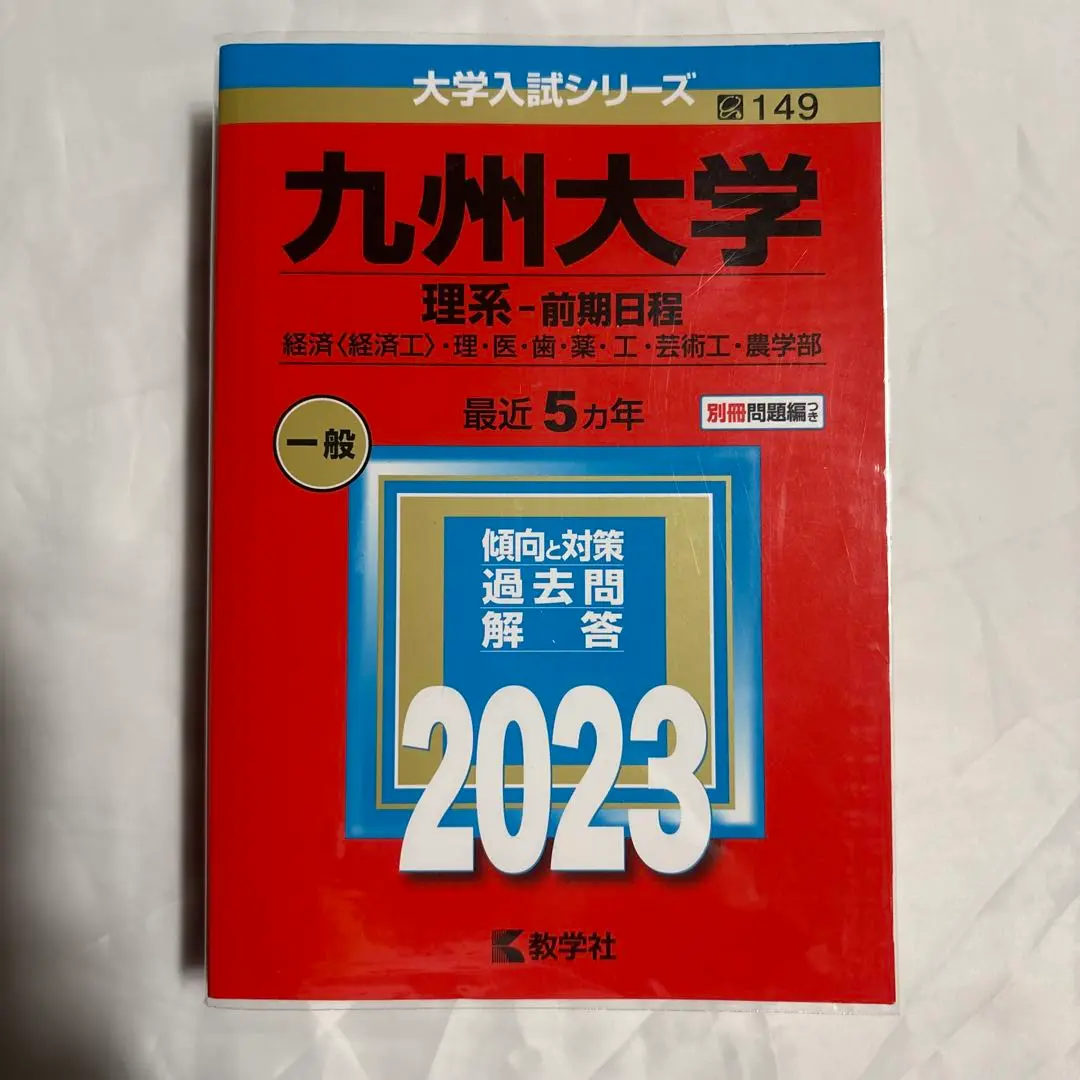 大学入試シリーズ
149
九州大学
理系-前期日程
経済〈経済工〉・理・医・歯・薬・工・芸術工・農学部
最近5カ年
別冊問題編つき
一般
傾向と対策
過去問
解答
2023
教学社